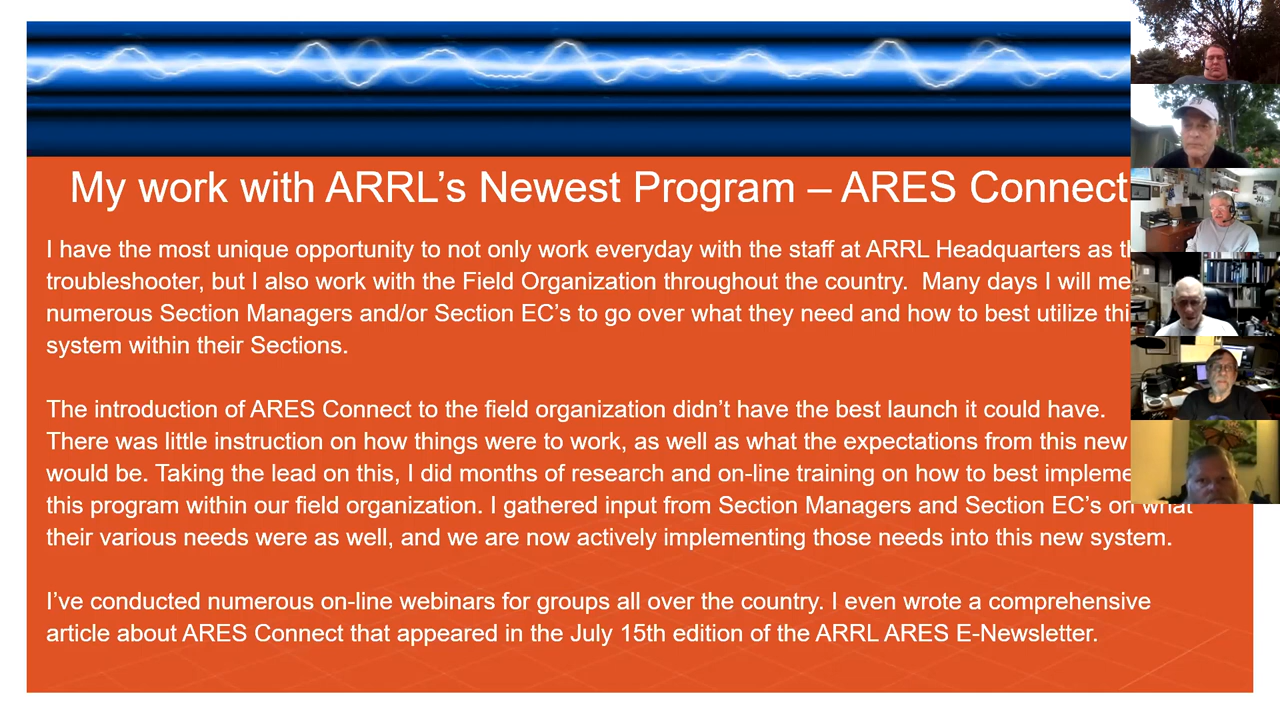 My work with ARRL's Newest Program – ARES Connect
I have the most unique opportunity to not only work everyday with the staff at ARRL Headquarters as
troubleshooter, but I also work with the Field Organization throughout the country. Many days I will
numerous Section Managers and/or Section EC's to go over what they need and how to best utilize
system within their Sections.
The introduction of ARES Connect to the field organization didn't have the best launch it could have.
There was little instruction on how things were to work, as well as what the expectations from this new
would be. Taking the lead on this, I did months of research and on-line training on how to best
this program within our field organization. I gathered input from Section Managers and Section EC's on what
their various needs were as well, and we are now actively implementing those needs into this new system.
I've conducted numerous on-line webinars for groups all over the country. I even wrote a comprehensive
article about ARES Connect that appeared in the July 15th edition of the ARRL ARES E-Newsletter.